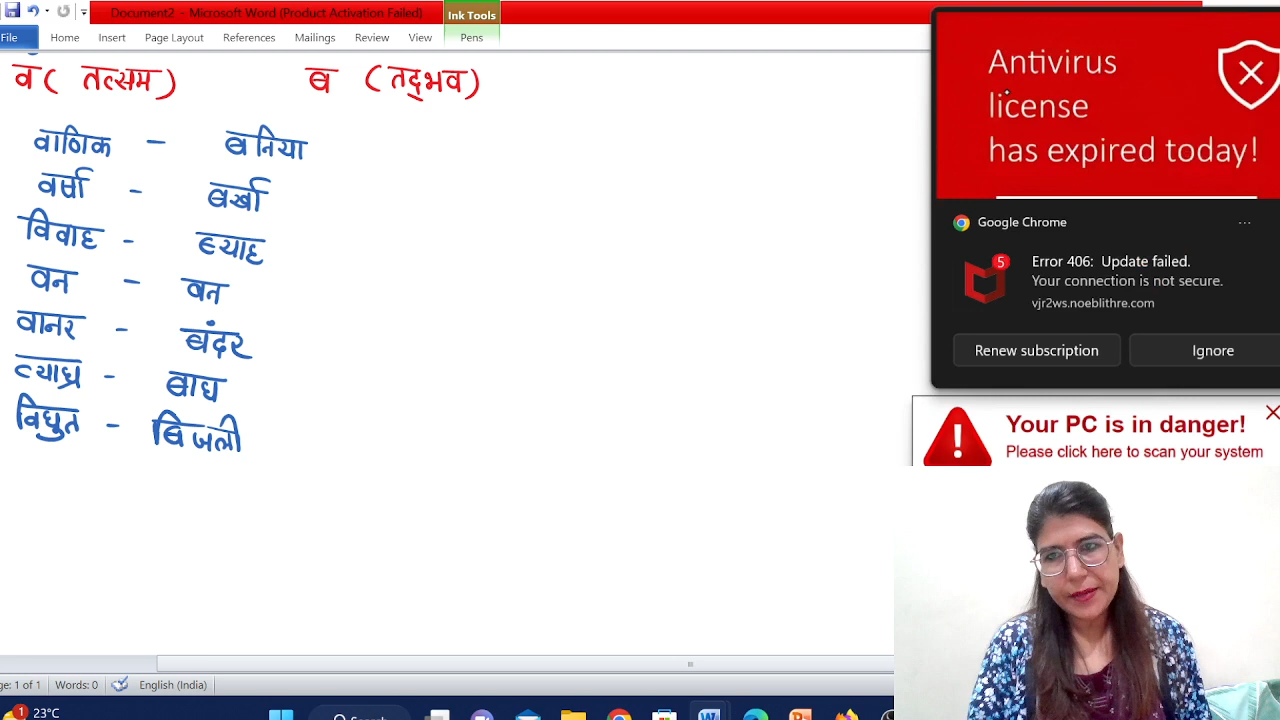 Document2 - Microsoft Word (Product Activation Failed)
Ink Tools
File Home Insert Page Layout References Mailings Review View Pens
व ( तत्सम ) ब ( तद्भव )
वाणिक - बनिया
वर्सा - बर्खा
विवाह - ब्याह
वन - बन
वानर - बंदर
व्याघ्र - बाघ
विघुत - बिजली
Antivirus
license
has expired today!
Google Chrome
5
Error 406: Update failed.
Your connection is not secure.
vjr2ws.noeblithre.com
Renew subscription Ignore
Your PC is in danger!
Please click here to scan your system
ge: 1 of 1 Words: 0 English (India)
1 23°C